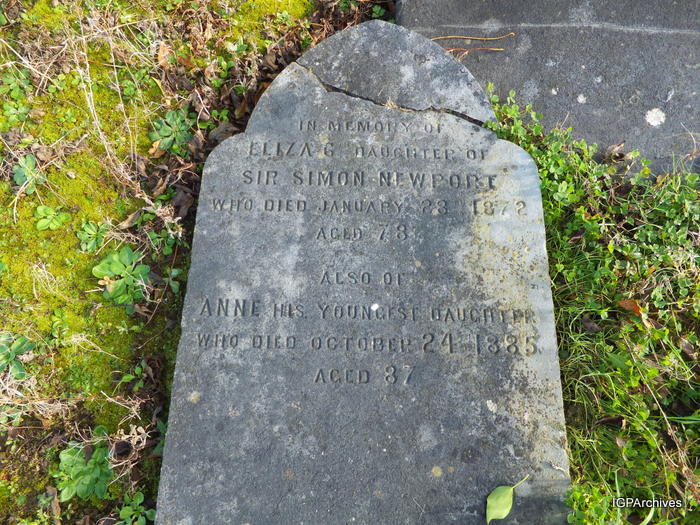 IN MEMORY OF
ELIZA G. DAUGHTER OF
SIR SIMON NEWPORT
WHO DIED JANUARY 23 1872
AGED 78
ALSO OF
ANNE HIS YOUNGEST DAUGHTER
WHO DIED OCTOBER 24 1885
AGED 87
IGPArchives